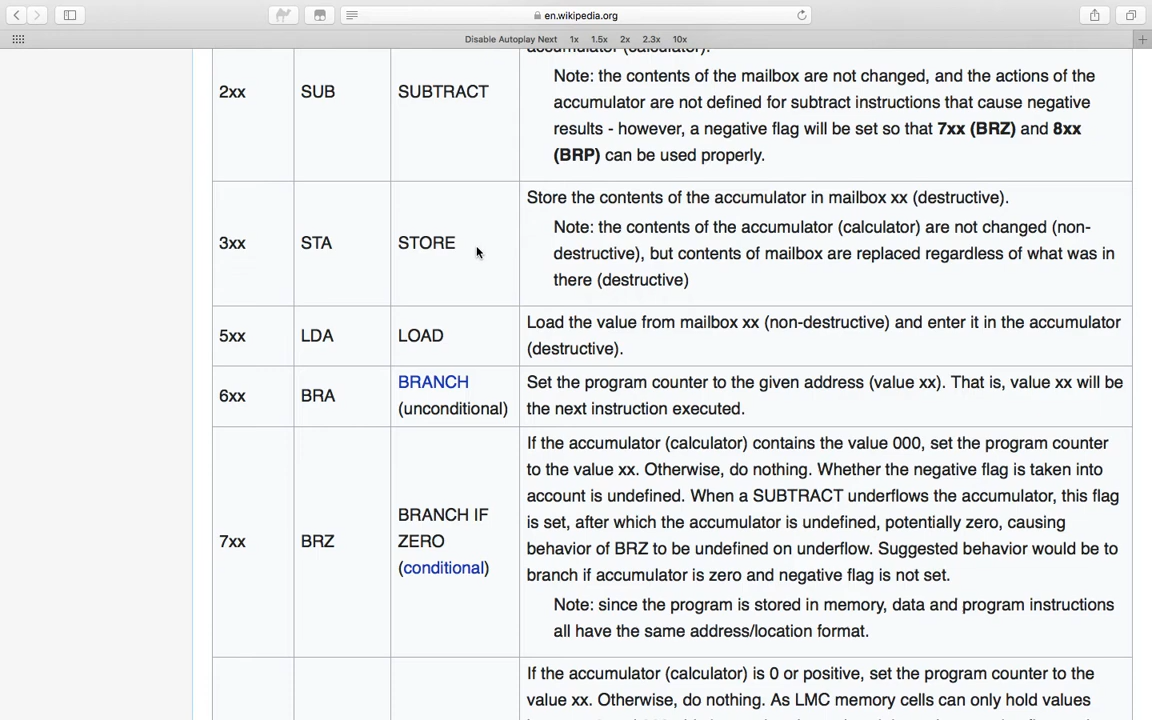 en.wikipedia.org
Disable Autoplay Next 1x 1.5x 2x 2.3x 10x
accumulator (calculator).
2xx SUB SUBTRACT
Note: the contents of the mailbox are not changed, and the actions of the
accumulator are not defined for subtract instructions that cause negative
results - however, a negative flag will be set so that 7xx (BRZ) and 8xx
(BRP) can be used properly.
3xx STA STORE
Store the contents of the accumulator in mailbox xx (destructive).
Note: the contents of the accumulator (calculator) are not changed (non-
destructive), but contents of mailbox are replaced regardless of what was in
there (destructive)
5xx LDA LOAD
Load the value from mailbox xx (non-destructive) and enter it in the accumulator
(destructive).
6xx BRA BRANCH
(unconditional)
Set the program counter to the given address (value xx). That is, value xx will be
the next instruction executed.
7xx BRZ BRANCH IF
ZERO
(conditional)
If the accumulator (calculator) contains the value 000, set the program counter
to the value xx. Otherwise, do nothing. Whether the negative flag is taken into
account is undefined. When a SUBTRACT underflows the accumulator, this flag
is set, after which the accumulator is undefined, potentially zero, causing
behavior of BRZ to be undefined on underflow. Suggested behavior would be to
branch if accumulator is zero and negative flag is not set.
Note: since the program is stored in memory, data and program instructions
all have the same address/location format.
If the accumulator (calculator) is 0 or positive, set the program counter to the
value xx. Otherwise, do nothing. As LMC memory cells can only hold values